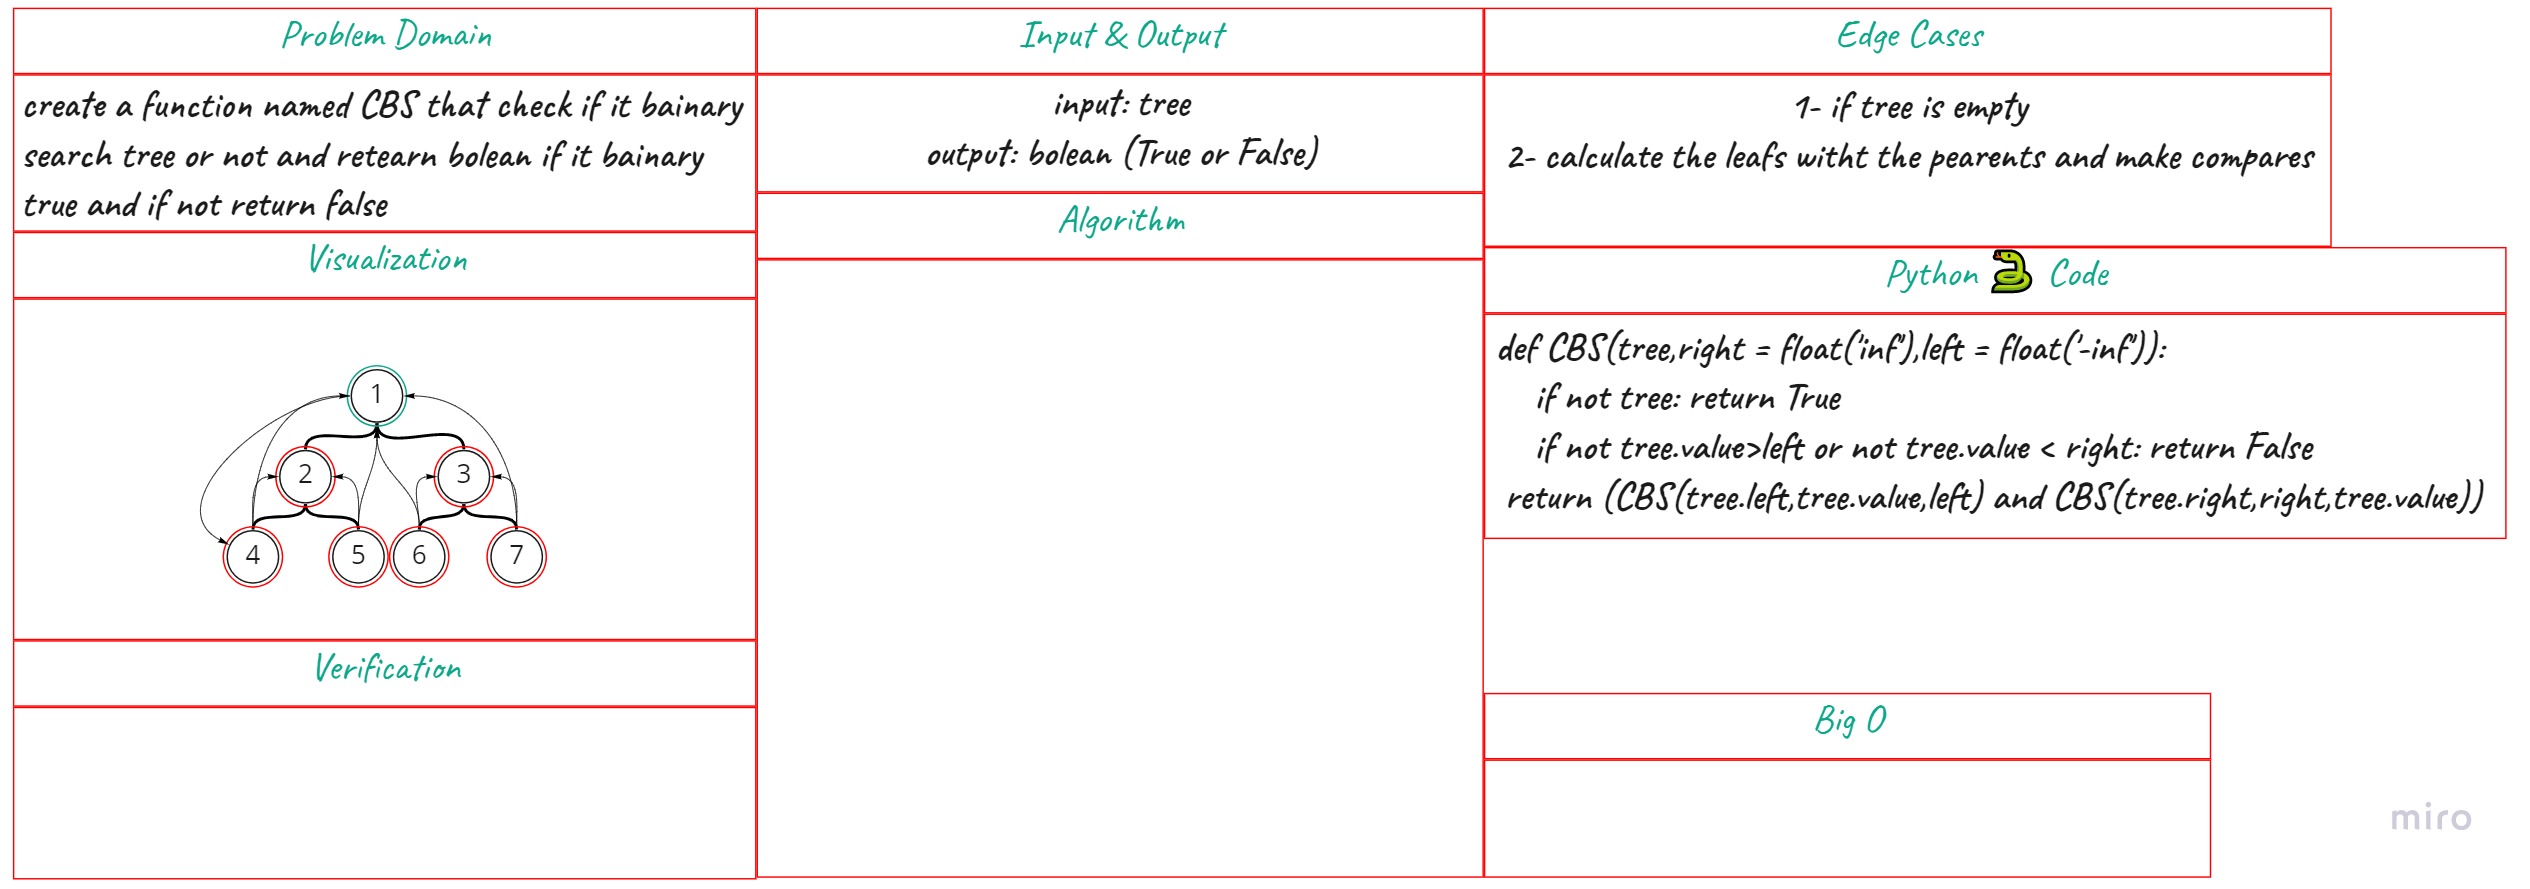 Problem Domain
create a function named CBS that check if it bainary
search tree or not and retearn bolean if it bainary
true and if not return false
Visualization
1
2
3
4
5
6
7
Verification
Input & Output
input: tree
output: bolean (True or False)
Algorithm
Edge Cases
1- if tree is empty
2- calculate the leafs witht the pearents and make compares
Python 🐍 Code
def CBS(tree,right = float('inf'),left = float('-inf')):
if not tree: return True
if not tree.value>left or not tree.value < right: return False
return (CBS(tree.left,tree.value,left) and CBS(tree.right,right,tree.value))
Big O
miro